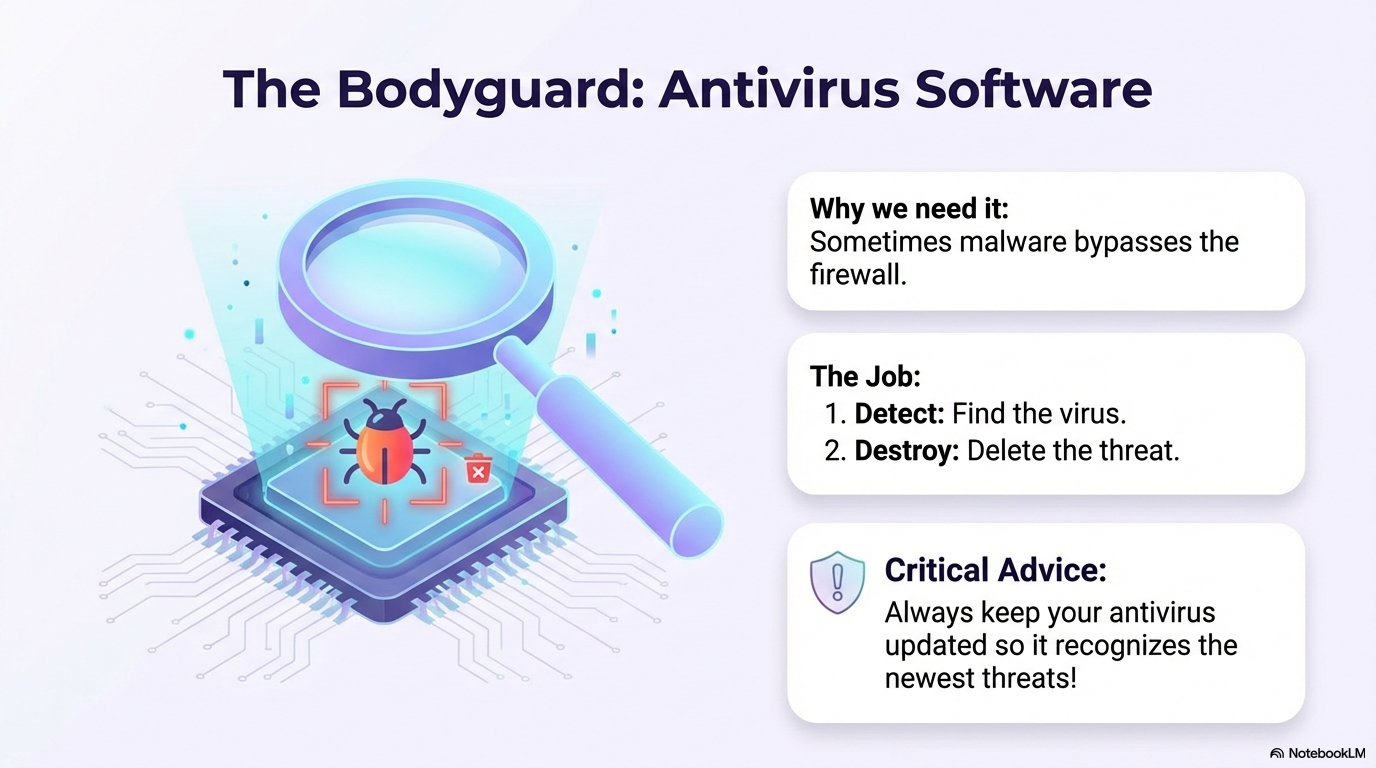 The Bodyguard: Antivirus Software
Why we need it:
Sometimes malware bypasses the
firewall.
The Job:
1. Detect: Find the virus.
2. Destroy: Delete the threat.
Critical Advice:
Always keep your antivirus
updated so it recognizes the
newest threats!
NotebookLM